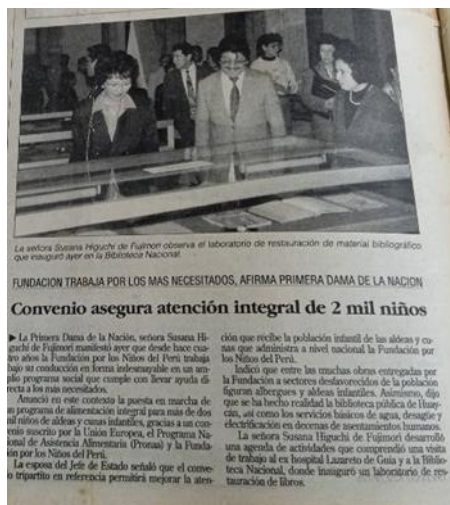 La señora Susana Higuchi de Fujimori observa el laboratorio de restauración de material bibliográfico
que inauguró ayer en la Biblioteca Nacional.
FUNDACION TRABAJA POR LOS MAS NECESITADOS, AFIRMA PRIMERA DAMA DE LA NACION
Convenio asegura atención integral de 2 mil niños
▶ La Primera Dama de la Nación, señora Susana Hi-
guchi de Fujimori manifestó ayer que desde hace cua-
tro años la Fundación por los Niños del Perú trabaja
bajo su conducción en forma indesmayable en un am-
plio programa social que cumple con llevar ayuda di-
recta a los más necesitados.
Anunció en este contexto la puesta en marcha de
un programa de alimentación integral para más de dos
mil niños de aldeas y cunas infantiles, gracias a un con-
venio suscrito por la Unión Europea, el Programa Na-
cional de Asistencia Alimentaria (Pronaa) y la Funda-
ción por los Niños del Perú.
La esposa del Jefe de Estado señaló que el conve-
io tripartito en referencia permitirá mejorar la aten-
ción que recibe la población infantil de las aldeas y cu-
nas que administra a nivel nacional la Fundación por
los Niños del Perú.
Indicó que entre las muchas obras entregadas por
la Fundación a sectores desfavorecidos de la población
figuran albergues y aldeas infantiles. Asimismo, dijo
que se ha hecho realidad la biblioteca pública de Huay-
cán, así como los servicios básicos de agua, desagüe y
electrificación en decenas de asentamientos humanos.
La señora Susana Higuchi de Fujimori desarrolló
una agenda de actividades que comprendió una visita
de trabajo al ex hospital Lazareto de Guía y a la Biblio-
teca Nacional, donde inauguró un laboratorio de res-
tauración de libros.